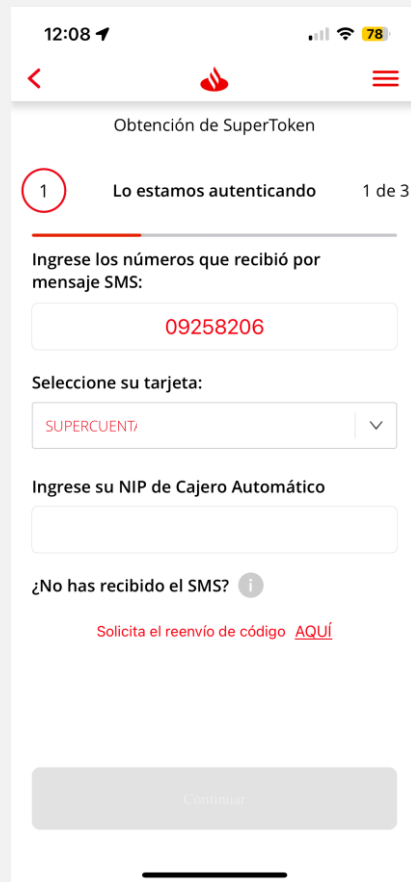 12:08
78
Obtención de SuperToken
1 Lo estamos autenticando 1 de 3
Ingrese los números que recibió por
mensaje SMS:
09258206
Seleccione su tarjeta:
SUPERCUENTA
Ingrese su NIP de Cajero Automático
¿No has recibido el SMS? i
Solicita el reenvío de código AQUÍ
Continuar